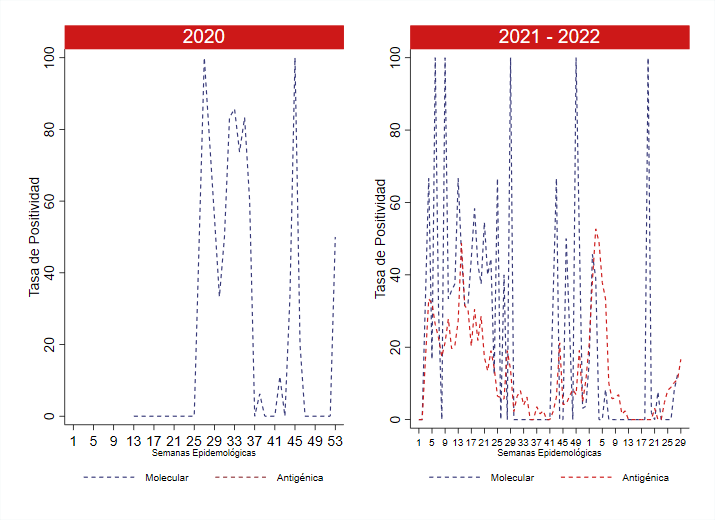 2020
Tasa de Positividad
100
80
60
40
20
0
1 5 9 13 17 21 25 29 33 37 41 45 49 53
Semanas Epidemológicas
Molecular Antigénica
2021 - 2022
Tasa de Positividad
100
80
60
40
20
0
1 5 9 13 17 21 25 29 33 37 41 45 49 1 5 9 13 17 21 25 29
Semanas Epidemológicas
Molecular Antigénica